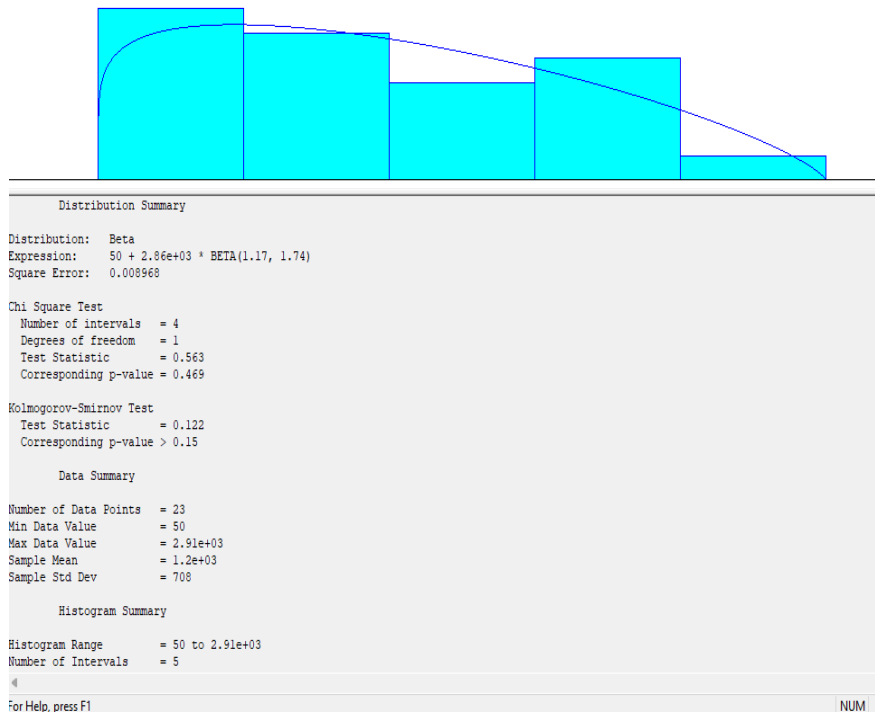 Distribution Summary
Distribution: Beta
Expression: 50 + 2.86e+03 * BETA(1.17, 1.74)
Square Error: 0.008968
Chi Square Test
Number of intervals = 4
Degrees of freedom = 1
Test Statistic = 0.563
Corresponding p-value = 0.469
Kolmogorov-Smirnov Test
Test Statistic = 0.122
Corresponding p-value > 0.15
Data Summary
Number of Data Points = 23
Min Data Value = 50
Max Data Value = 2.91e+03
Sample Mean = 1.2e+03
Sample Std Dev = 708
Histogram Summary
Histogram Range = 50 to 2.91e+03
Number of Intervals = 5
For Help, press F1 NUM